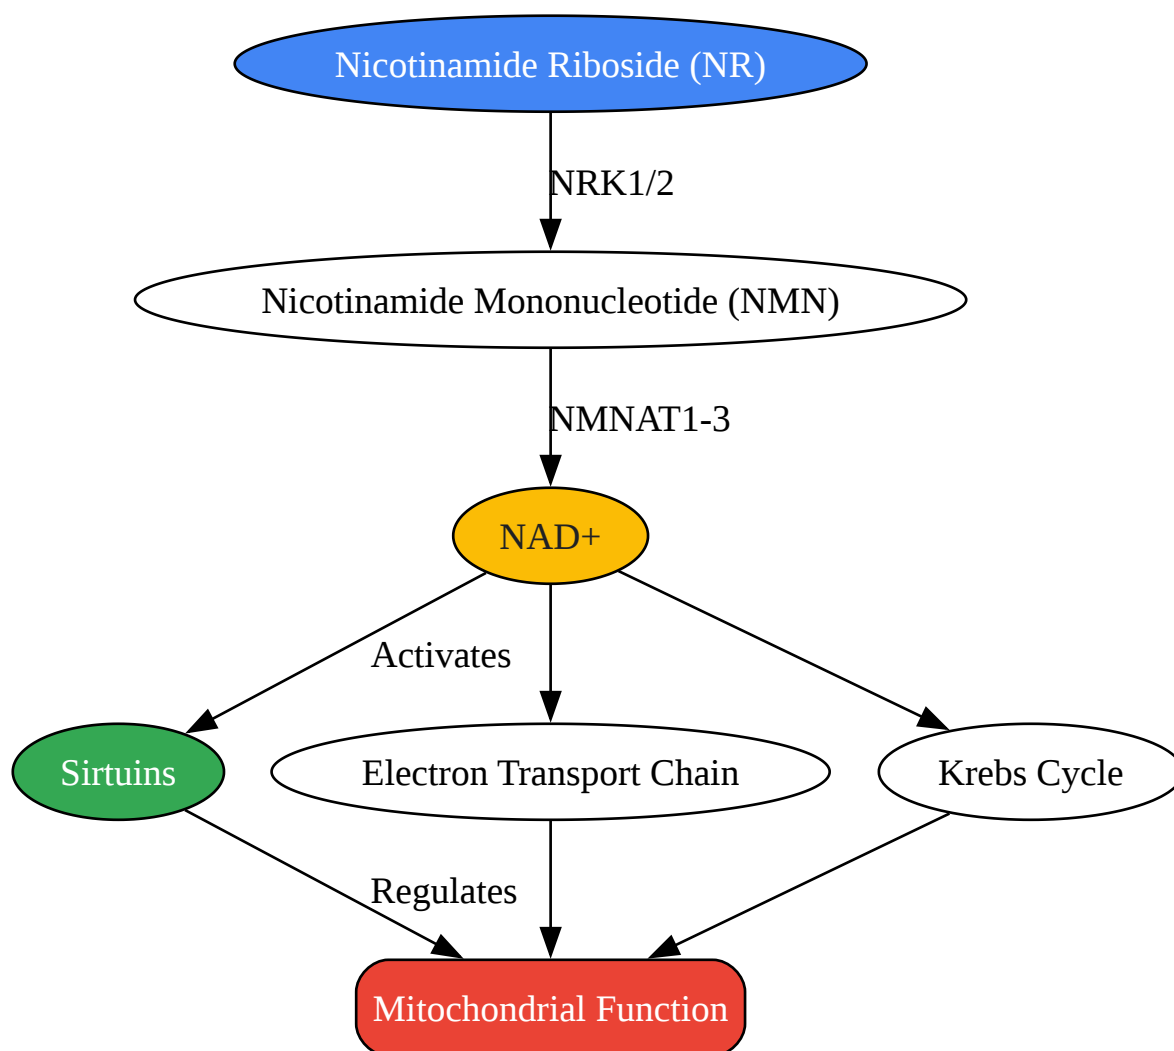 Nicotinamide Riboside (NR)
NRK1/2
Nicotinamide Mononucleotide (NMN)
NMNAT1-3
NAD+
Activates
Sirtuins
Electron Transport Chain
Krebs Cycle
Regulates
Mitochondrial Function